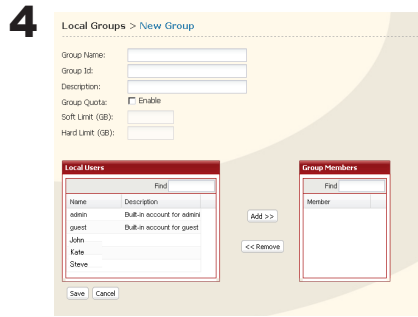 4
Local Groups > New Group
Group Name:
Group Id:
Description:
Group Quota: Enable
Soft Limit (GB):
Hard Limit (GB):
Local Users
Find
Name Description
admin Built-in account for admini
guest Built-in account for guest
John
Kate
Steve
Add >>
<< Remove
Group Members
Find
Member
Save Cancel